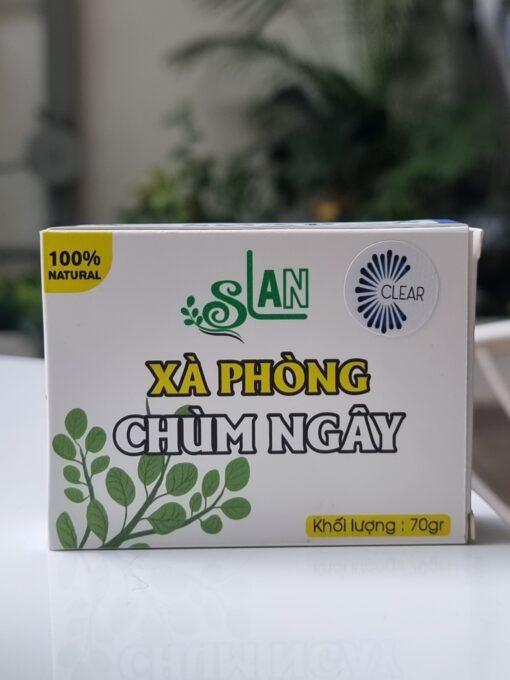 100%
NATURAL
SLAN
CLEAR
XÀ PHÒNG
CHÙM NGÂY
Khối lượng : 70gr